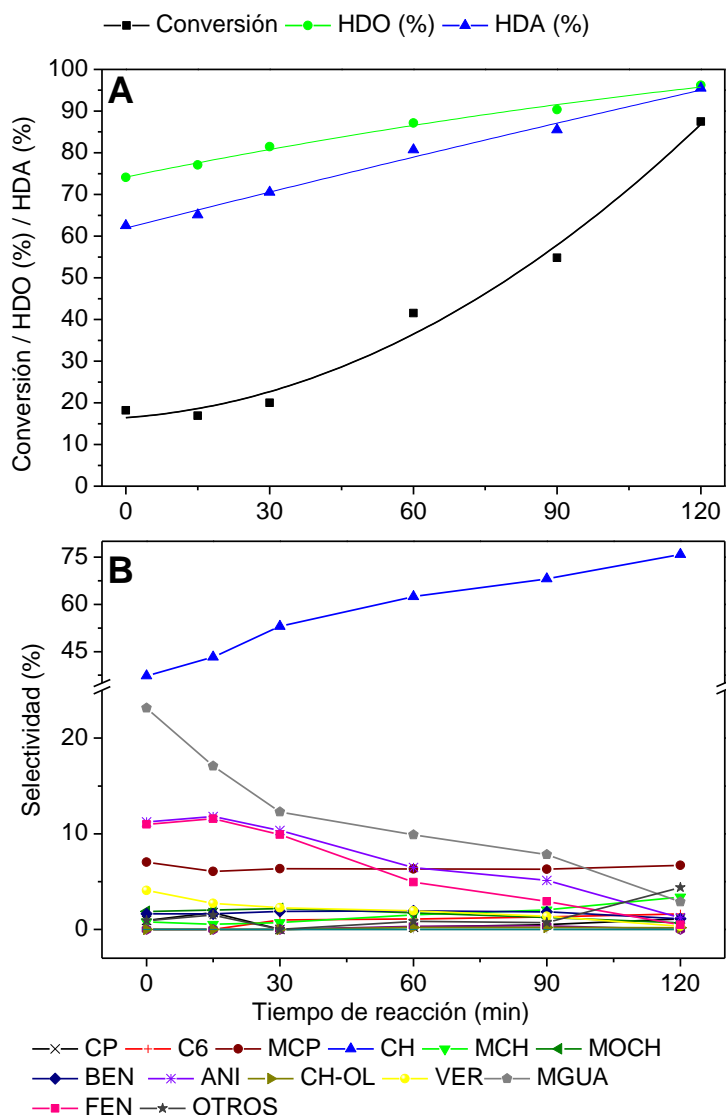 Conversión HDO (%) HDA (%)
A
Conversión / HDO (%) / HDA (%)
100
90
80
70
60
50
40
30
20
10
0
0 30 60 90 120
B
Selectividad (%)
75
60
45
20
10
0
0 30 60 90 120
Tiempo de reacción (min)
CP C6 MCP CH MCH MOCH
BEN ANI CH-OL VER MGUA
FEN OTROS